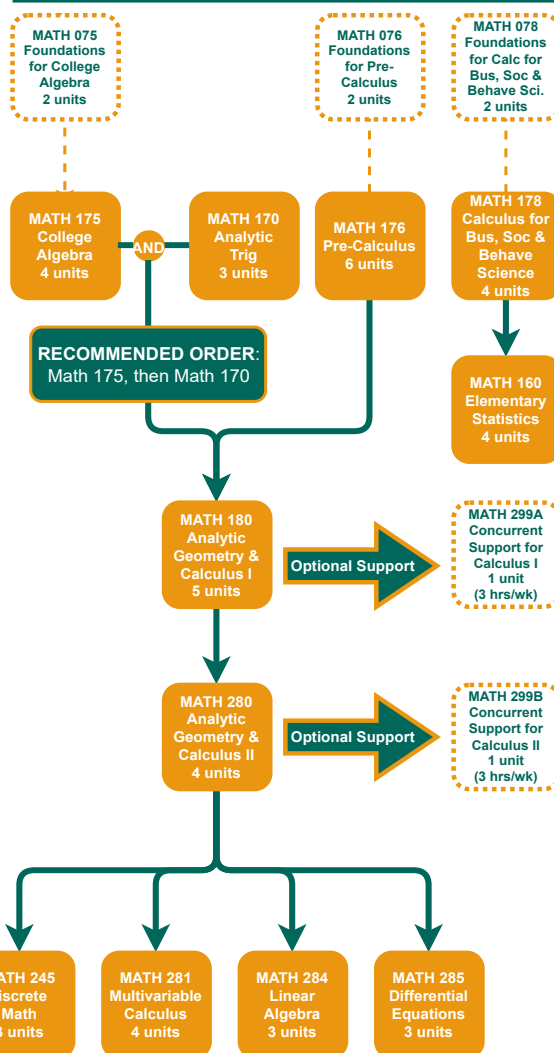 MATH 075
Foundations
for College
Algebra
2 units
MATH 076
Foundations
for Pre-
Calculus
2 units
MATH 078
Foundations
for Calc for
Bus, Soc &
Behave Sci.
2 units
MATH 175
College
Algebra
4 units
AND
MATH 170
Analytic
Trig
3 units
MATH 176
Pre-Calculus
6 units
MATH 178
Calculus for
Bus, Soc &
Behave
Science
4 units
RECOMMENDED ORDER:
Math 175, then Math 170
MATH 160
Elementary
Statistics
4 units
MATH 180
Analytic
Geometry &
Calculus I
5 units
Optional Support
MATH 299A
Concurrent
Support for
Calculus I
1 unit
(3 hrs/wk)
MATH 280
Analytic
Geometry &
Calculus II
4 units
Optional Support
MATH 299B
Concurrent
Support for
Calculus II
1 unit
(3 hrs/wk)
245
Math
units
MATH 281
Multivariable
Calculus
4 units
MATH 284
Linear
Algebra
3 units
MATH 285
Differential
Equations
3 units